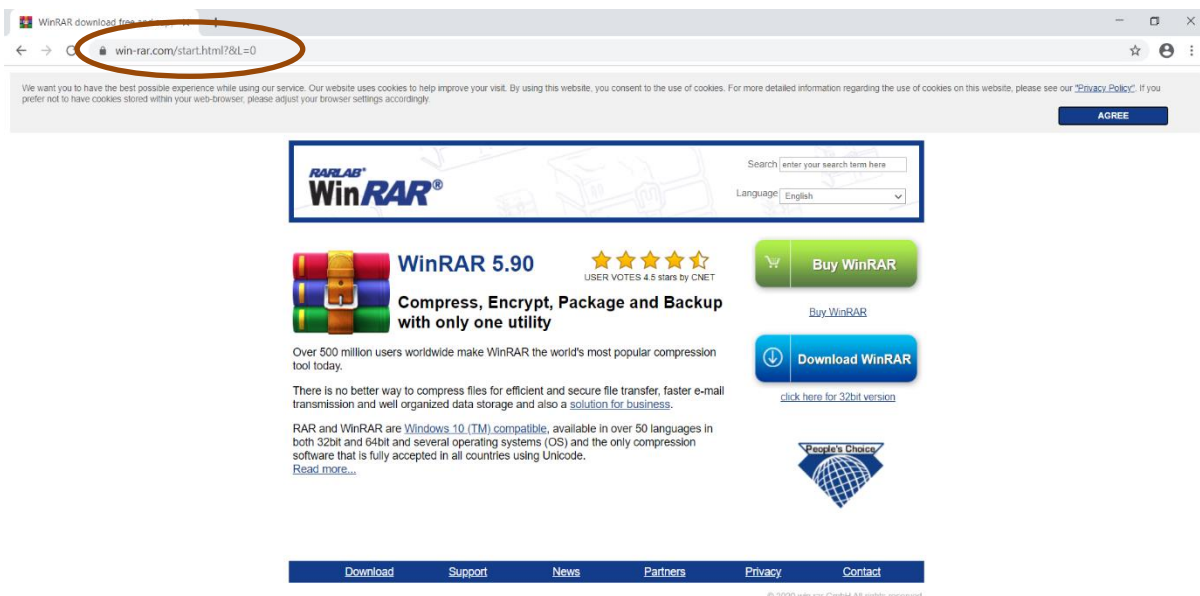 WinRAR download free and
win-rar.com/start.html?&L=0
We want you to have the best possible experience while using our service. Our website uses cookies to help improve your visit. By using this website, you consent to the use of cookies. For more detailed information regarding the use of cookies on this website, please see our "Privacy Policy". If you
prefer not to have cookies stored within your web-browser, please adjust your browser settings accordingly.
AGREE
RARLAB®
WinRAR®
Search enter your search term here
Language English
WinRAR 5.90
USER VOTES 4.5 stars by CNET
Compress, Encrypt, Package and Backup
with only one utility
Over 500 million users worldwide make WinRAR the world's most popular compression
tool today.
There is no better way to compress files for efficient and secure file transfer, faster e-mail
transmission and well organized data storage and also a solution for business.
RAR and WinRAR are Windows 10 (TM) compatible, available in over 50 languages in
both 32bit and 64bit and several operating systems (OS) and the only compression
software that is fully accepted in all countries using Unicode.
Read more...
Buy WinRAR
Buy WinRAR
Download WinRAR
click here for 32bit version
People's Choice
Download Support News Partners Privacy Contact
© 2020 win.rar GmbH All rights reserved